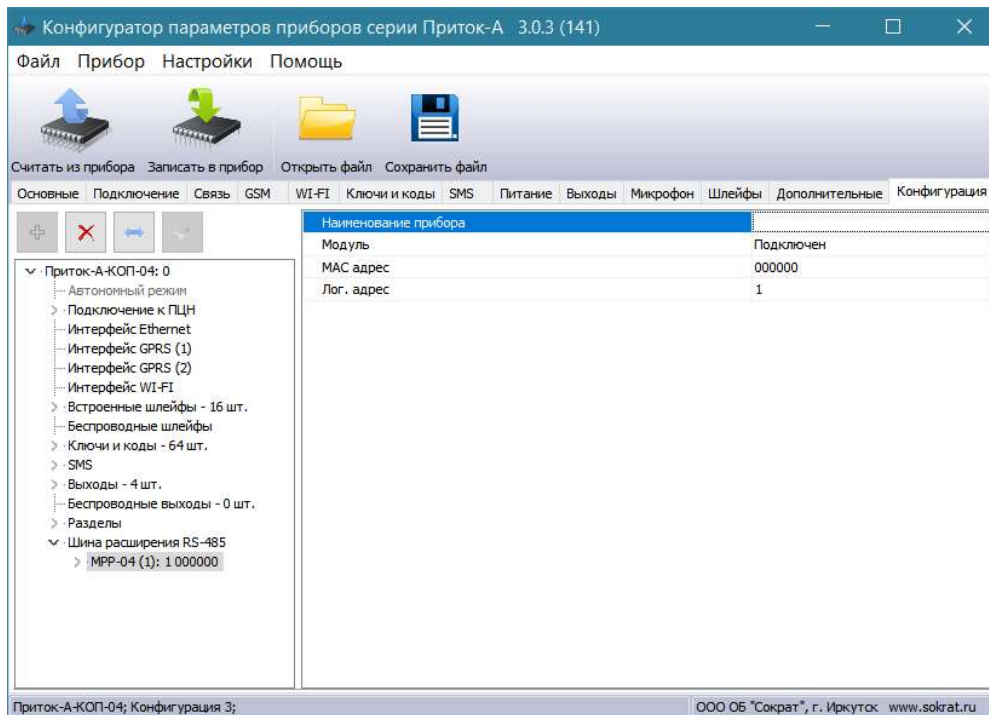 Конфигуратор параметров приборов серии Приток-А 3.0.3 (141)
Файл Прибор Настройки Помощь
Считать из прибора Записать в прибор Открыть файл Сохранить файл
Основные Подключение Связь GSM WI-FI Ключи и коды SMS Питание Выходы Микрофон Шлейфы Дополнительные Конфигурация
Приток-А-КОП-04: 0
Автономный режим
Подключение к ПЦН
Интерфейс Ethernet
Интерфейс GPRS (1)
Интерфейс GPRS (2)
Интерфейс WI-FI
Встроенные шлейфы - 16 шт.
Беспроводные шлейфы
Ключи и коды - 64 шт.
SMS
Выходы - 4 шт.
Беспроводные выходы - 0 шт.
Разделы
Шина расширения RS-485
МРР-04 (1): 1 000000
Наименование прибора
Модуль Подключен
MAC адрес 000000
Лог. адрес 1
Приток-А-КОП-04; Конфигурация 3; ООО ОБ "Сократ", г. Иркутск www.sokrat.ru